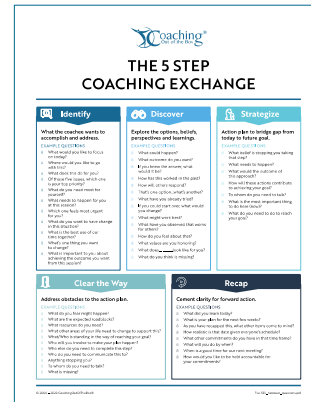 Coaching®
Out of the Box
THE 5 STEP
COACHING EXCHANGE
Identify
What the coachee wants to
accomplish and address.
EXAMPLE QUESTIONS
What would you like to focus
on today?
Where would you like to go
with this?
What does this do for you?
Of these five issues, which one
is your top priority?
What do you need most for
yourself?
What needs to happen for you
in this session?
Which one feels most urgent
for you?
What do you want to have change
in this situation?
What is the best use of our
time together?
What's one thing you want
to change?
What is important to you about
achieving the outcome you want
from this session?
Discover
Explore the options, beliefs,
perspectives and learnings.
EXAMPLE QUESTIONS
What could happen?
What outcome do you want?
If you knew the answer, what
would it be?
How has this worked in the past?
How will others respond?
That's one option, what's another?
What have you already tried?
If you could start over what would
you change?
What might work best?
What have you observed that works
for others?
How do you feel about this?
What values are you honoring?
What does look like for you?
What do you think is missing?
Strategize
Action plan to bridge gap from
today to future goal.
EXAMPLE QUESTIONS
What belief is stopping you taking
that step?
What needs to happen?
What would the outcome of
this approach?
How will these actions contribute
to achieving your goal?
To whom do you need to talk?
What is the most important thing
to do here (now)?
What do you need to do to reach
your goal?
Clear the Way
Address obstacles to the action plan.
EXAMPLE QUESTIONS
What do you fear might happen?
What are the expected roadblocks?
What resources do you need?
What other areas of your life need to change to support this?
What/Who is standing in the way of reaching your goal?
Who will you involve to make your plan happen?
Who else do you need to complete the step?
Who do you need to communicate this to?
Anything stopping you?
To whom do you need to talk?
What is missing?
Recap
Cement clarity for forward action.
EXAMPLE QUESTIONS
What did you learn today?
What is your plan for the next few weeks?
As you have recapped this, what other items come to mind?
How realistic is that date given everyone's schedules?
What other commitments do you have in that time frame?
What will you do by when?
When is a good time for our next meeting?
How would you like to be held accountable for
your commitments?